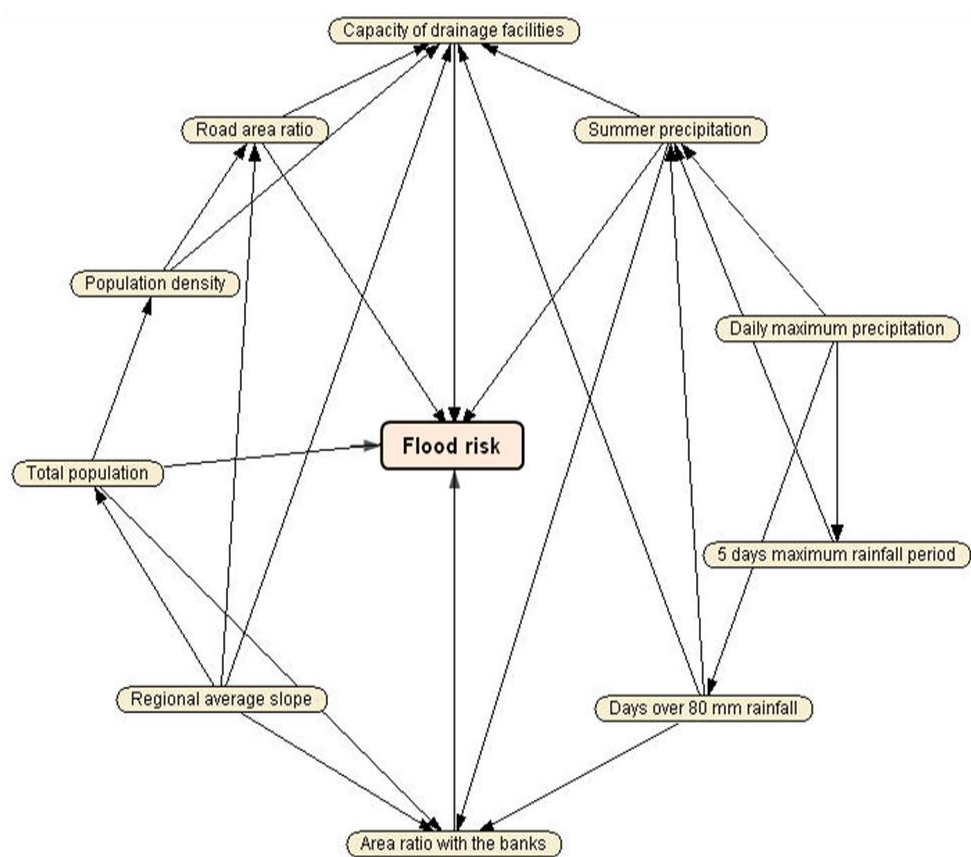 Capacity of drainage facilities
Road area ratio
Summer precipitation
Population density
Daily maximum precipitation
Flood risk
Total population
5 days maximum rainfall period
Regional average slope
Days over 80 mm rainfall
Area ratio with the banks